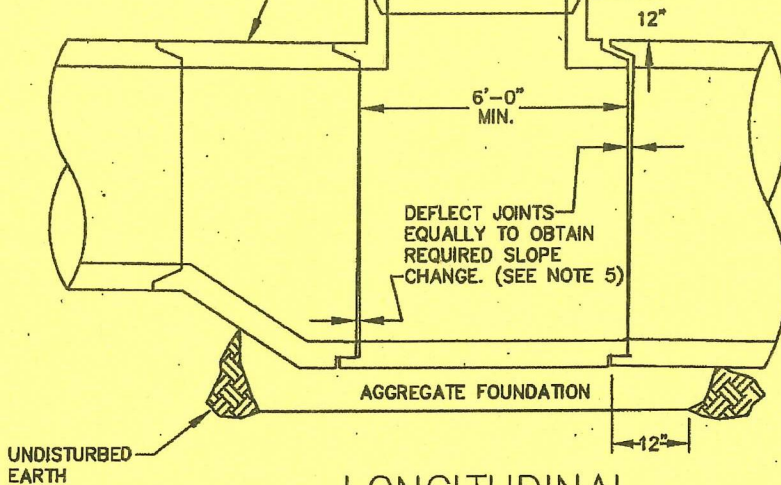 12"
6'-0"
MIN.
DEFLECT JOINTS
EQUALLY TO OBTAIN
REQUIRED SLOPE
CHANGE. (SEE NOTE 5)
AGGREGATE FOUNDATION
12"
UNDISTURBED
EARTH
LONGITUDINAL